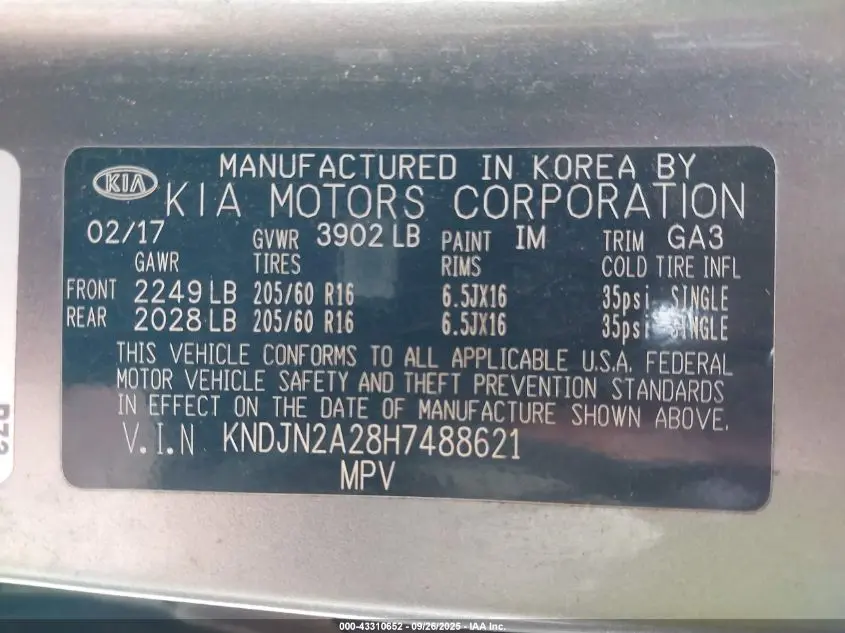 KIA MANUFACTURED IN KOREA BY
KIA MOTORS CORPORATION
02/17 GVWR 3902 LB PAINT IM TRIM GA3
GAWR TIRES RIMS COLD TIRE INFL
FRONT 2249 LB 205/60 R16 6.5JX16 35psi SINGLE
REAR 2028 LB 205/60 R16 6.5JX16 35psi SINGLE
THIS VEHICLE CONFORMS TO ALL APPLICABLE U.S.A. FEDERAL
MOTOR VEHICLE SAFETY AND THEFT PREVENTION STANDARDS
IN EFFECT ON THE DATE OF MANUFACTURE SHOWN ABOVE.
V.I.N KNDJN2A28H7488621
MPV
000-43310652 - 09/26/2025 - IAA Inc.